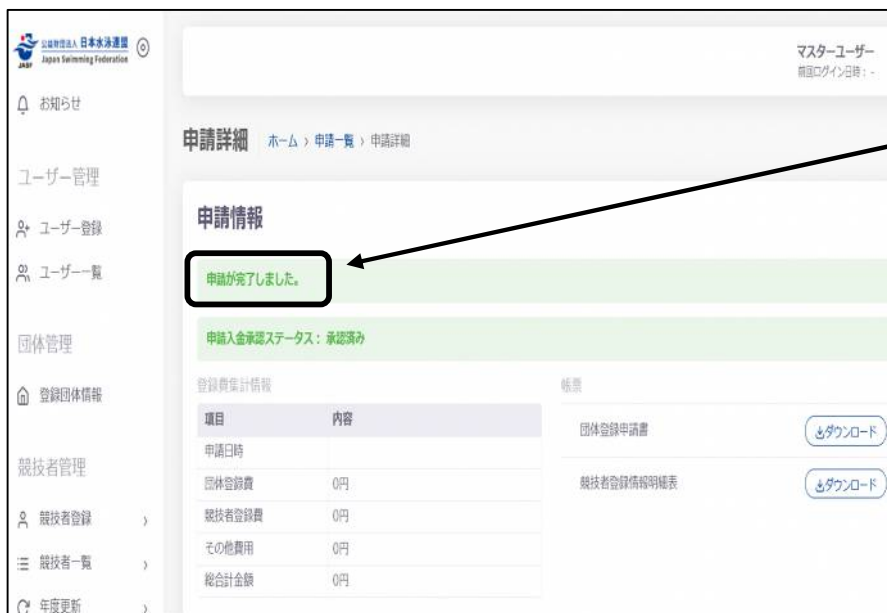 公益財団法人 日本水泳連盟
Japan Swimming Federation
JASF
マスターユーザー
前回ログイン日時： -
お知らせ
申請詳細 ホーム › 申請一覧 › 申請詳細
ユーザー管理
ユーザー登録
ユーザー一覧
団体管理
登録団体情報
競技者管理
競技者登録
競技者一覧
年度更新
申請情報
申請が完了しました。
申請入金承認ステータス： 承認済み
登録費集計情報
項目 内容
申請日時
団体登録費 0円
競技者登録費 0円
その他費用 0円
総合計金額 0円
帳票
団体登録申請書 ダウンロード
競技者登録情報明細表 ダウンロード